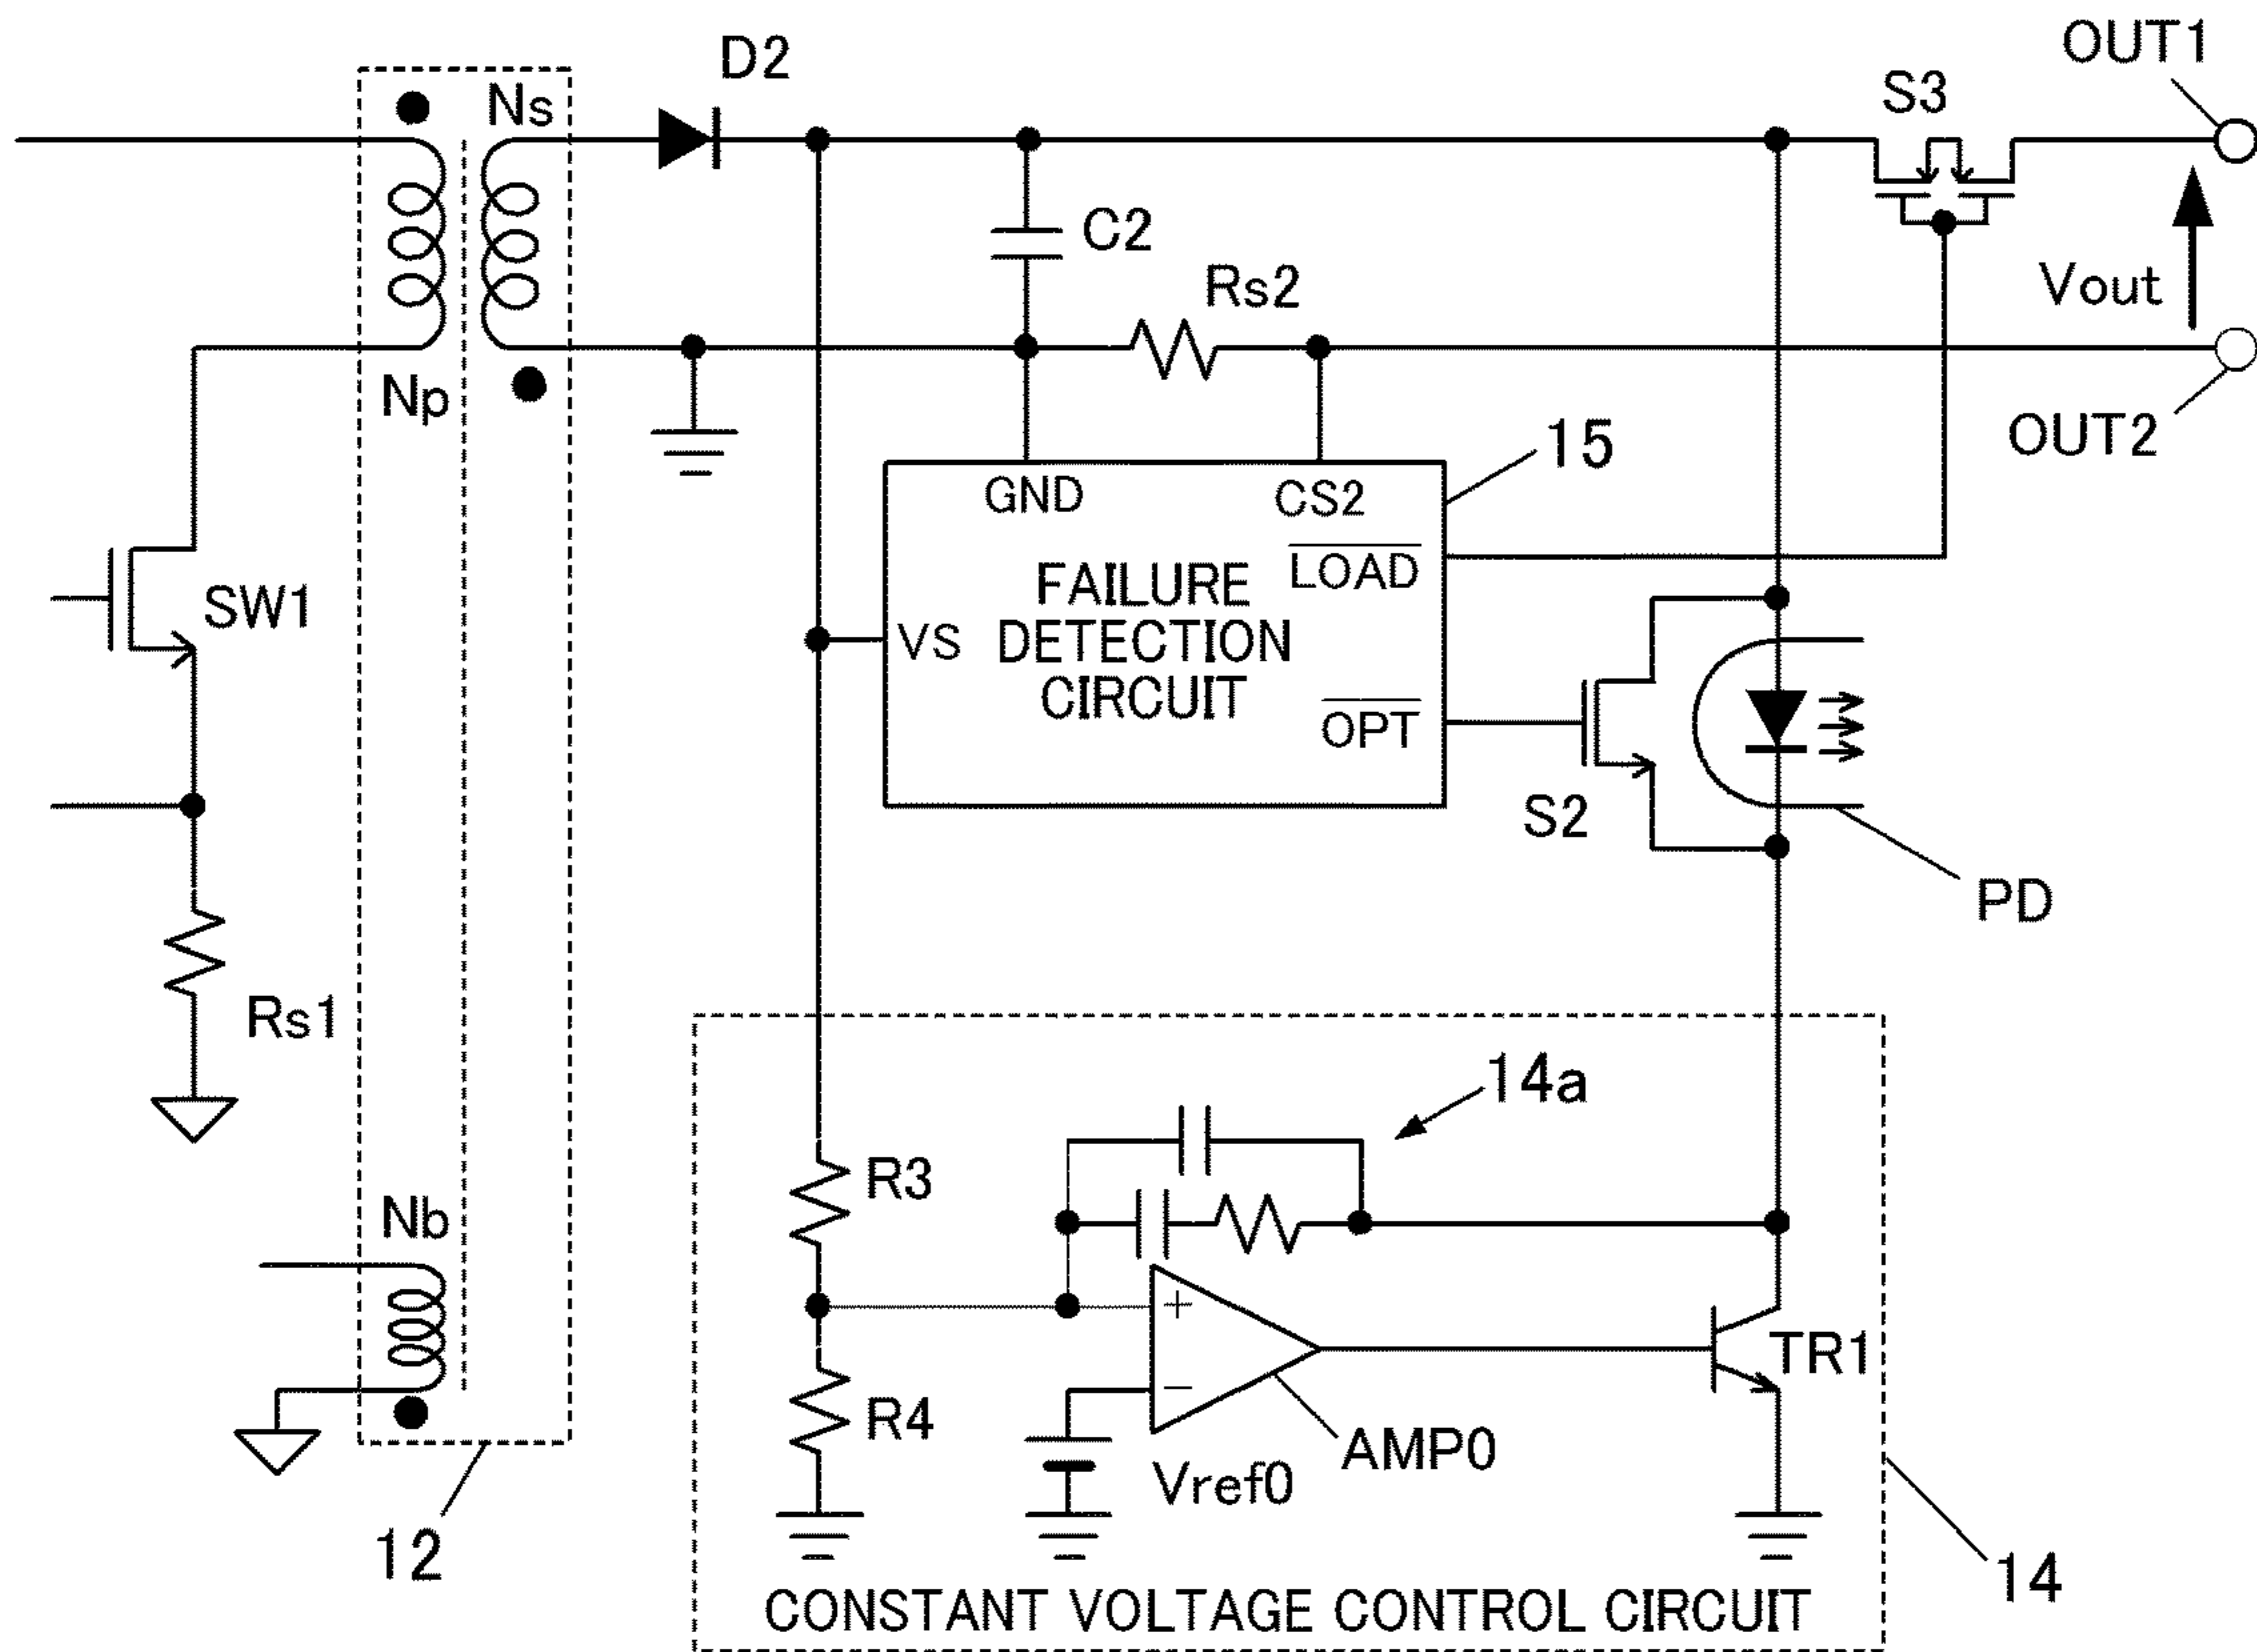 OUT1
D2
S3
Ns
C2
Rs2
Vout
Np
OUT2
15
GND
CS2
LOAD
FAILURE
DETECTION
CIRCUIT
VS
OPT
SW1
S2
PD
Rs1
14a
R3
Nb
+
TR1
−
R4
AMP0
Vref0
12
14
CONSTANT VOLTAGE CONTROL CIRCUIT